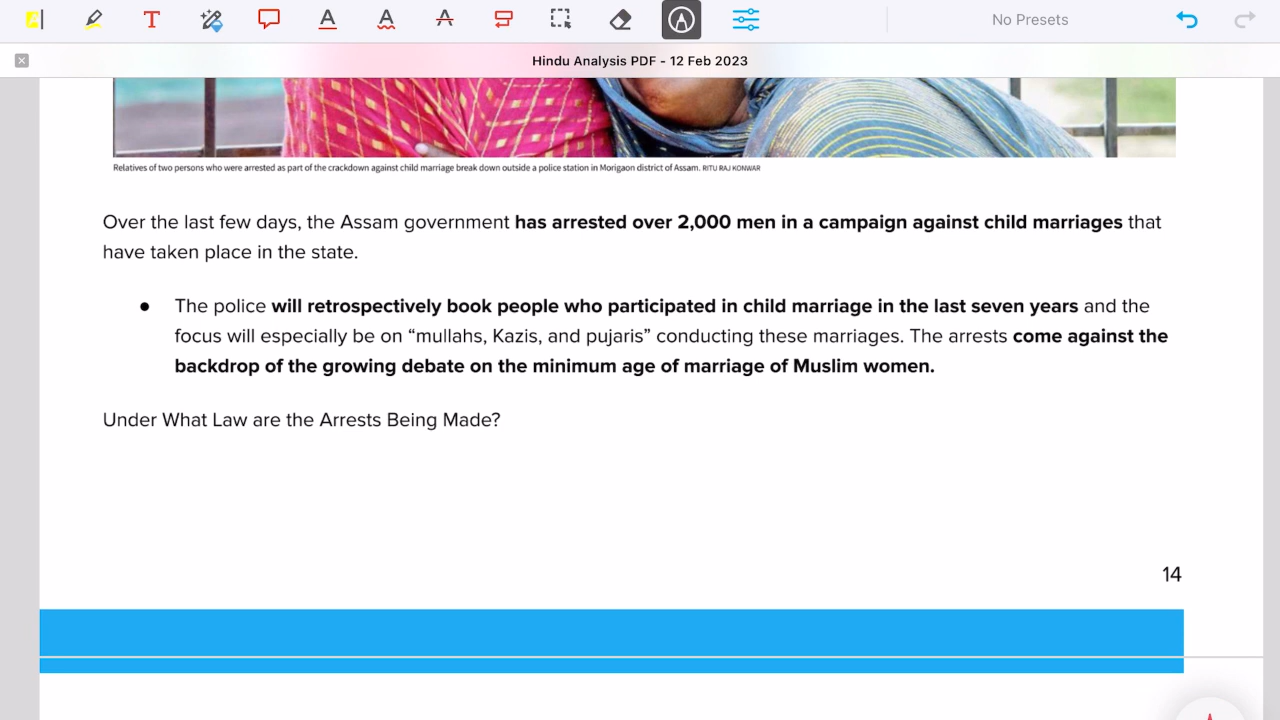 T
A
A
A
No Presets
Hindu Analysis PDF - 12 Feb 2023
Relatives of two persons who were arrested as part of the crackdown against child marriage break down outside a police station in Morigaon district of Assam. RITU RAJ KONWAR
Over the last few days, the Assam government has arrested over 2,000 men in a campaign against child marriages that
have taken place in the state.
● The police will retrospectively book people who participated in child marriage in the last seven years and the
focus will especially be on “mullahs, Kazis, and pujaris” conducting these marriages. The arrests come against the
backdrop of the growing debate on the minimum age of marriage of Muslim women.
Under What Law are the Arrests Being Made?
14